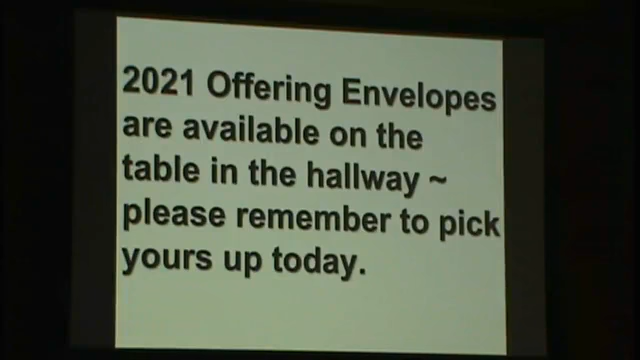 2021 Offering Envelopes
are available on the
table in the hallway ~
please remember to pick
yours up today.